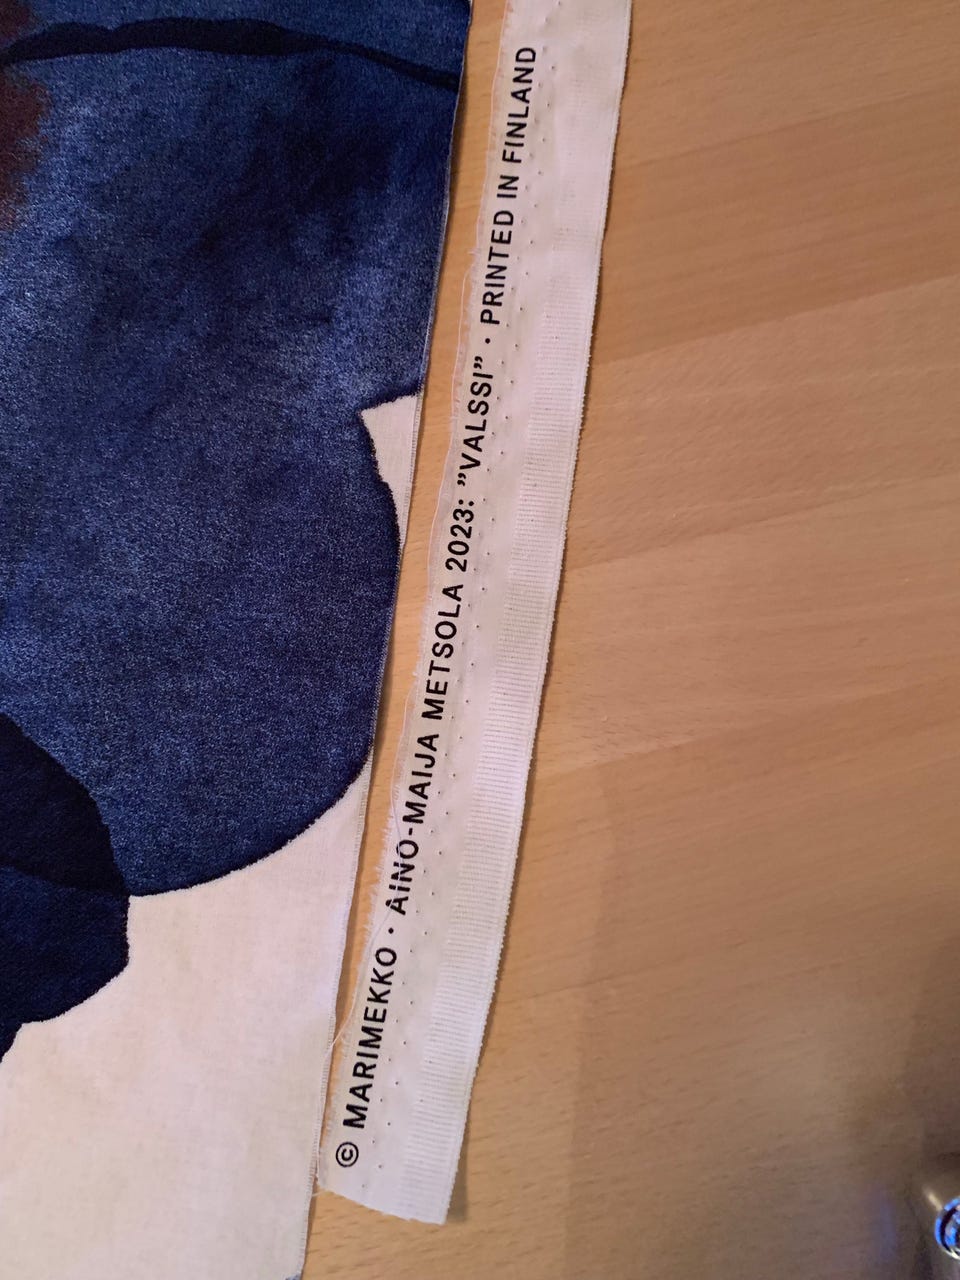 © MARIMEKKO · AINO-MAIJA METSOLA 2023: ”VALSSI” · PRINTED IN FINLAND